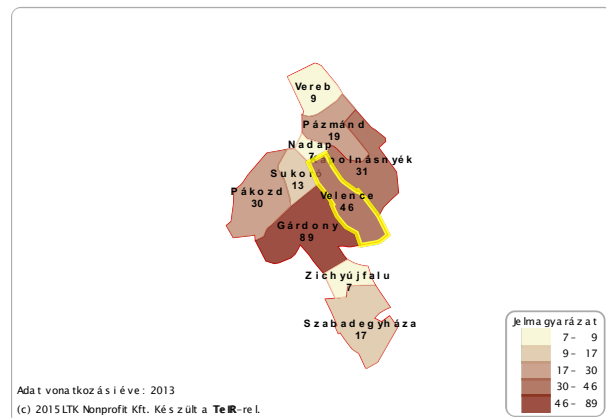 Vereb
9
Pázmánd
19
Nadap
7
31
Sukoró
13
Velence
46
Pákozd
30
Gárdony
89
Zichyújfalu
7
Szabadegyháza
17
Jelmagyarázat
7 - 9
9 - 17
17 - 30
30 - 46
46 - 89
Adat vonatkozási éve: 2013
(c) 2015 LTK Nonprofit Kft. Készült a TeIR-rel.